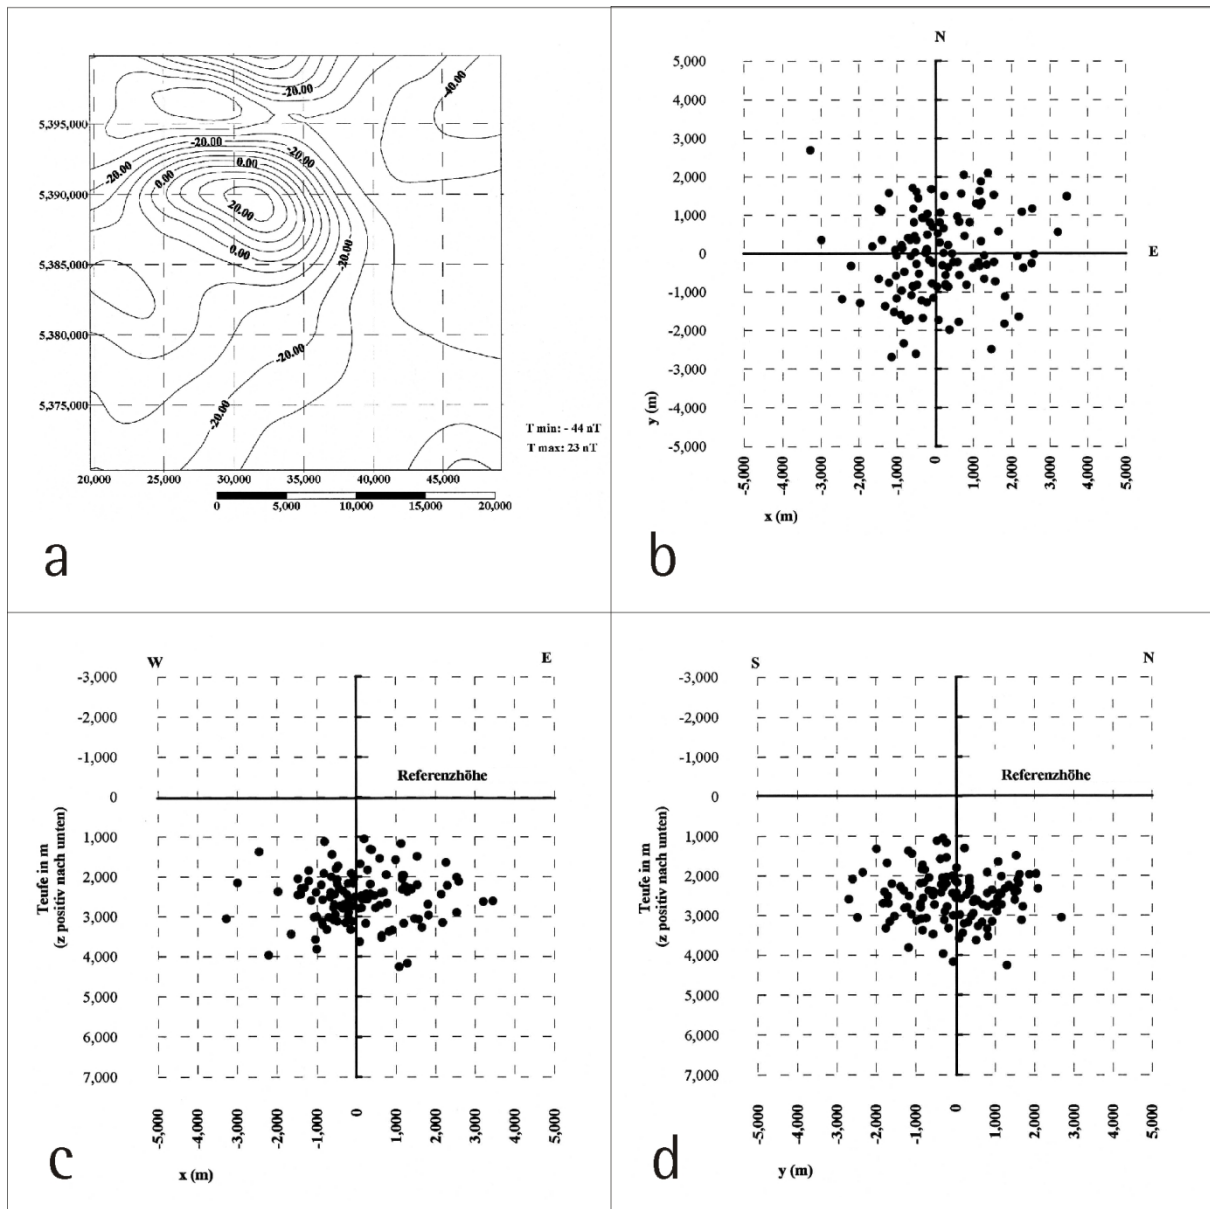 -20.00
-40.00
5,395,000
-20.00
-20.00
-20.00
0.00
0.00
5,390,000
20.00
0.00
-20.00
5,385,000
5,380,000
-20.00
5,375,000
-20.00
T min: - 44 nT
T max: 23 nT
20,000 25,000 30,000 35,000 40,000 45,000
0 5,000 10,000 15,000 20,000
a
N
5,000
4,000
3,000
2,000
1,000
0
E
-1,000
-2,000
-3,000
-4,000
-5,000
y (m)
-5,000 -4,000 -3,000 -2,000 -1,000 0 1,000 2,000 3,000 4,000 5,000
x (m)
b
W E
-3,000
-2,000
-1,000
Referenzhöhe
0
1,000
2,000
3,000
4,000
5,000
6,000
7,000
Teufe in m
(z positiv nach unten)
-5,000 -4,000 -3,000 -2,000 -1,000 0 1,000 2,000 3,000 4,000 5,000
x (m)
c
S N
-3,000
-2,000
-1,000
Referenzhöhe
0
1,000
2,000
3,000
4,000
5,000
6,000
7,000
Teufe in m
(z positiv nach unten)
-5,000 -4,000 -3,000 -2,000 -1,000 0 1,000 2,000 3,000 4,000 5,000
y (m)
d